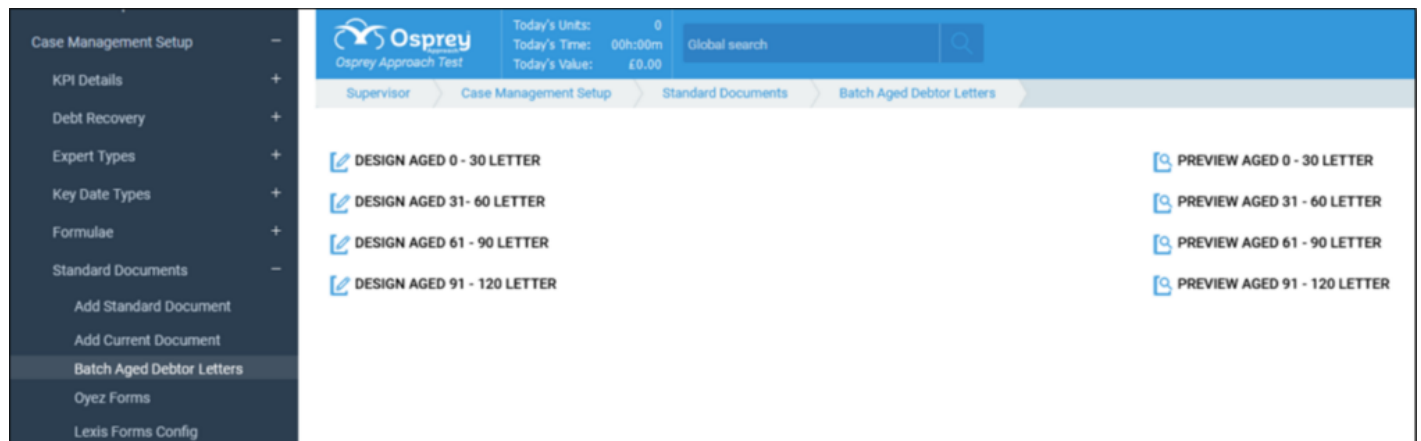 Case Management Setup −
KPI Details +
Debt Recovery +
Expert Types +
Key Date Types +
Formulae +
Standard Documents −
Add Standard Document
Add Current Document
Batch Aged Debtor Letters
Oyez Forms
Lexis Forms Config
Osprey
Approach
Osprey Approach Test
Today's Units: 0
Today's Time: 00h:00m
Today's Value: £0.00
Global search
Supervisor Case Management Setup Standard Documents Batch Aged Debtor Letters
DESIGN AGED 0 - 30 LETTER
PREVIEW AGED 0 - 30 LETTER
DESIGN AGED 31- 60 LETTER
PREVIEW AGED 31 - 60 LETTER
DESIGN AGED 61 - 90 LETTER
PREVIEW AGED 61 - 90 LETTER
DESIGN AGED 91 - 120 LETTER
PREVIEW AGED 91 - 120 LETTER